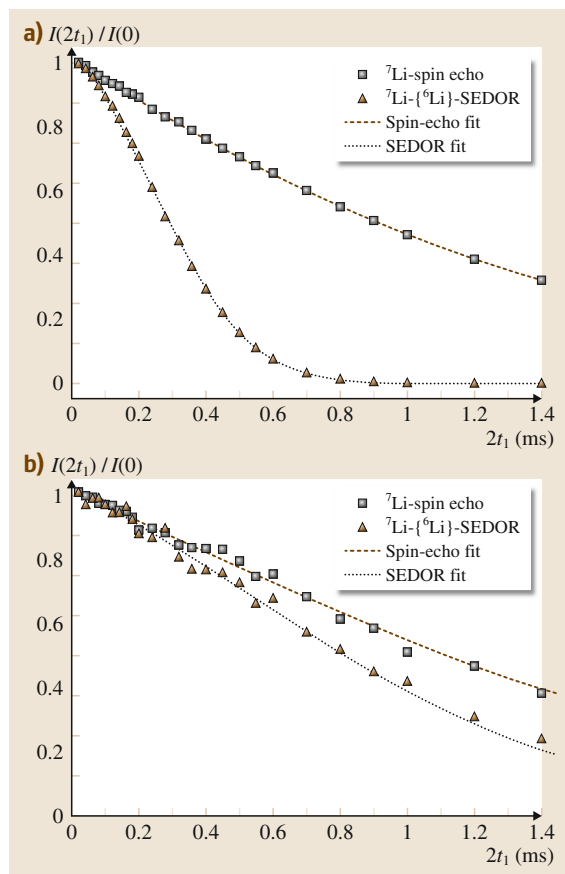 a) I(2t₁) / I(0)
1
0.8
0.6
0.4
0.2
0
⁷Li-spin echo
⁷Li-{⁶Li}-SEDOR
Spin-echo fit
SEDOR fit
0 0.2 0.4 0.6 0.8 1 1.2 1.4
2t₁ (ms)
b) I(2t₁) / I(0)
1
0.8
0.6
0.4
0.2
0
⁷Li-spin echo
⁷Li-{⁶Li}-SEDOR
Spin-echo fit
SEDOR fit
0 0.2 0.4 0.6 0.8 1 1.2 1.4
2t₁ (ms)